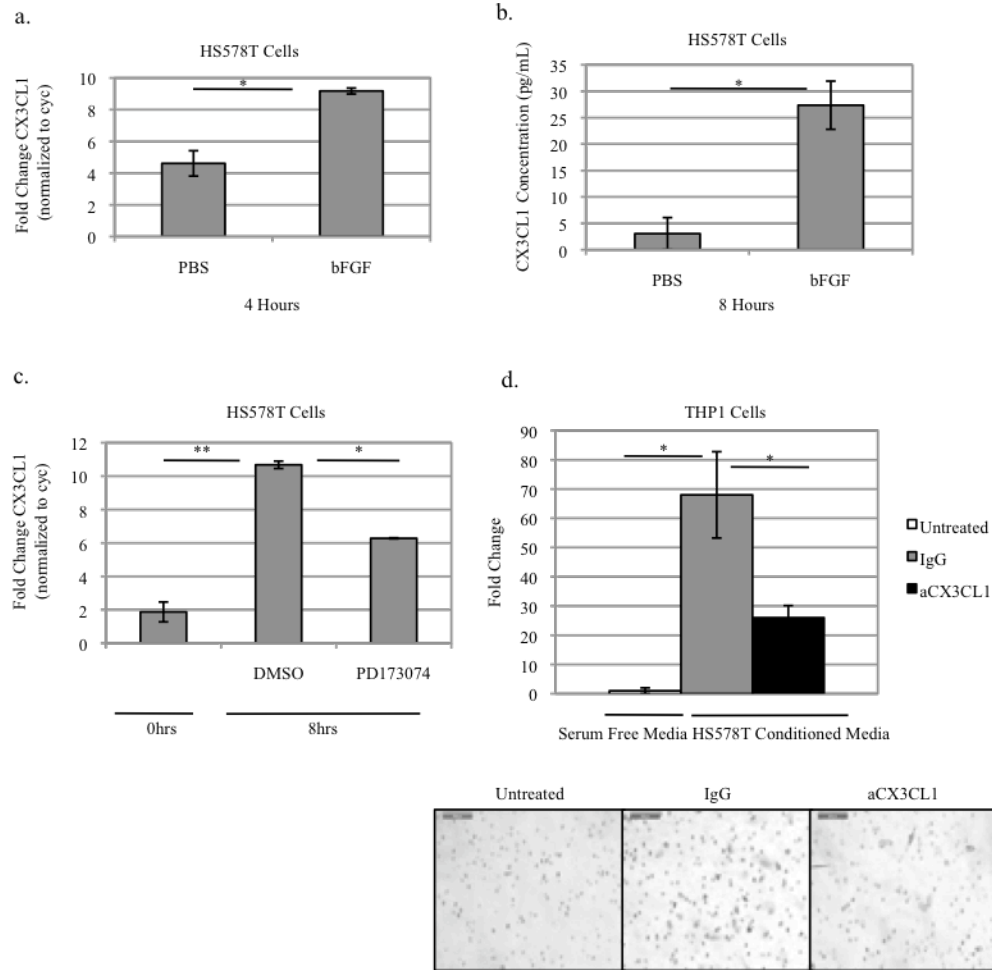 a.
HS578T Cells
Fold Change CX3CL1
(normalized to cyc)
10
8
6
4
2
0
*
PBS
bFGF
4 Hours
b.
HS578T Cells
CX3CL1 Concentration (pg/mL)
35
30
25
20
15
10
5
0
*
PBS
bFGF
8 Hours
c.
HS578T Cells
Fold Change CX3CL1
(normalized to cyc)
12
10
8
6
4
2
0
**
*
DMSO
PD173074
0hrs
8hrs
d.
THP1 Cells
Fold Change
90
80
70
60
50
40
30
20
10
0
*
*
Untreated
IgG
aCX3CL1
Serum Free Media
HS578T Conditioned Media
Untreated
IgG
aCX3CL1